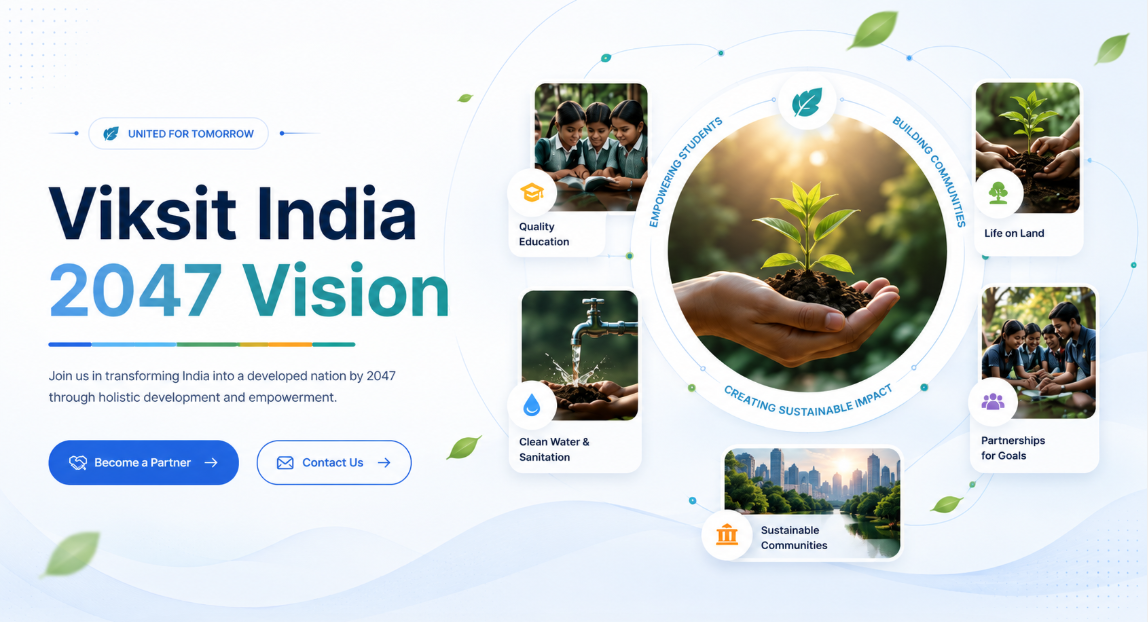 UNITED FOR TOMORROW
Viksit India
2047 Vision
Join us in transforming India into a developed nation by 2047
through holistic development and empowerment.
Become a Partner
Contact Us
Quality
Education
Clean Water &
Sanitation
EMPOWERING STUDENTS
BUILDING COMMUNITIES
CREATING SUSTAINABLE IMPACT
Life on Land
Partnerships
for Goals
Sustainable
Communities